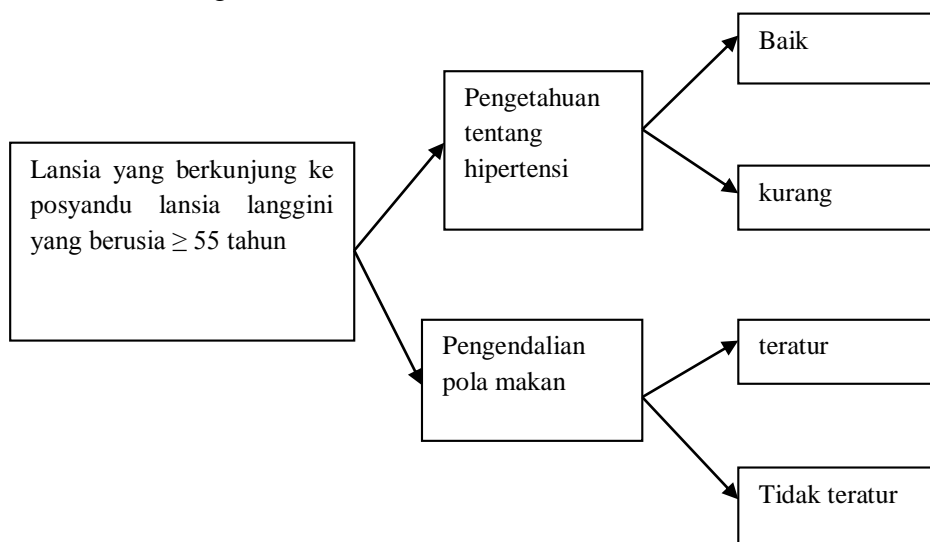 Baik
Pengetahuan
tentang
hipertensi
Lansia yang berkunjung ke
posyandu lansia langgini
yang berusia ≥ 55 tahun
kurang
Pengendalian
pola makan
teratur
Tidak teratur